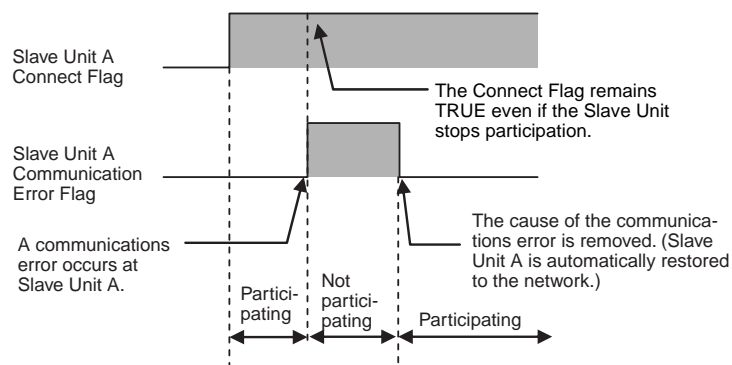 Slave Unit A
Connect Flag
The Connect Flag remains
TRUE even if the Slave Unit
stops participation.
Slave Unit A
Communication
Error Flag
A communications
error occurs at
Slave Unit A.
The cause of the communica-
tions error is removed. (Slave
Unit A is automatically restored
to the network.)
Partici-
pating
Not
partici-
pating
Participating